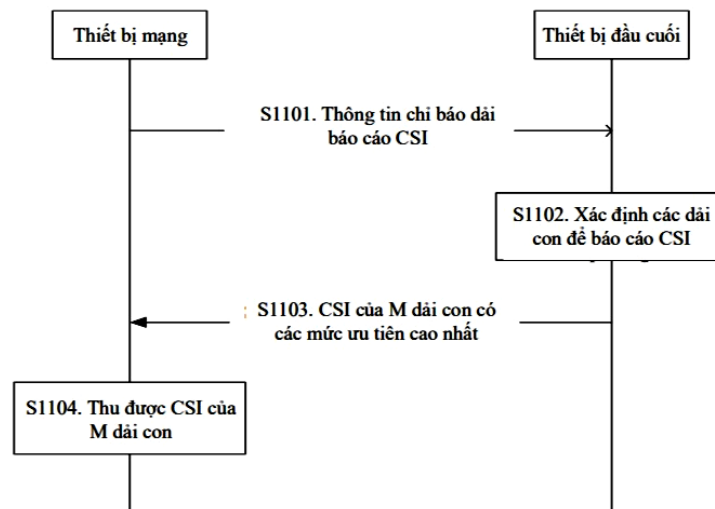 Thiết bị mạng
Thiết bị đầu cuối
S1101. Thông tin chỉ báo dải
báo cáo CSI
S1102. Xác định các dải
con để báo cáo CSI
S1103. CSI của M dải con có
các mức ưu tiên cao nhất
S1104. Thu được CSI của
M dải con